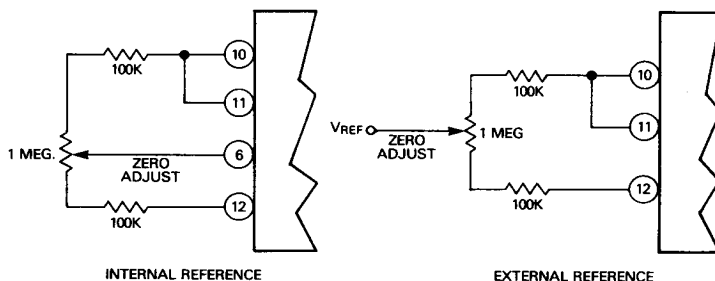 100K
10
11
1 MEG.
6
ZERO
ADJUST
12
100K
INTERNAL REFERENCE
100K
10
VREF
ZERO
ADJUST
1 MEG
11
12
100K
EXTERNAL REFERENCE